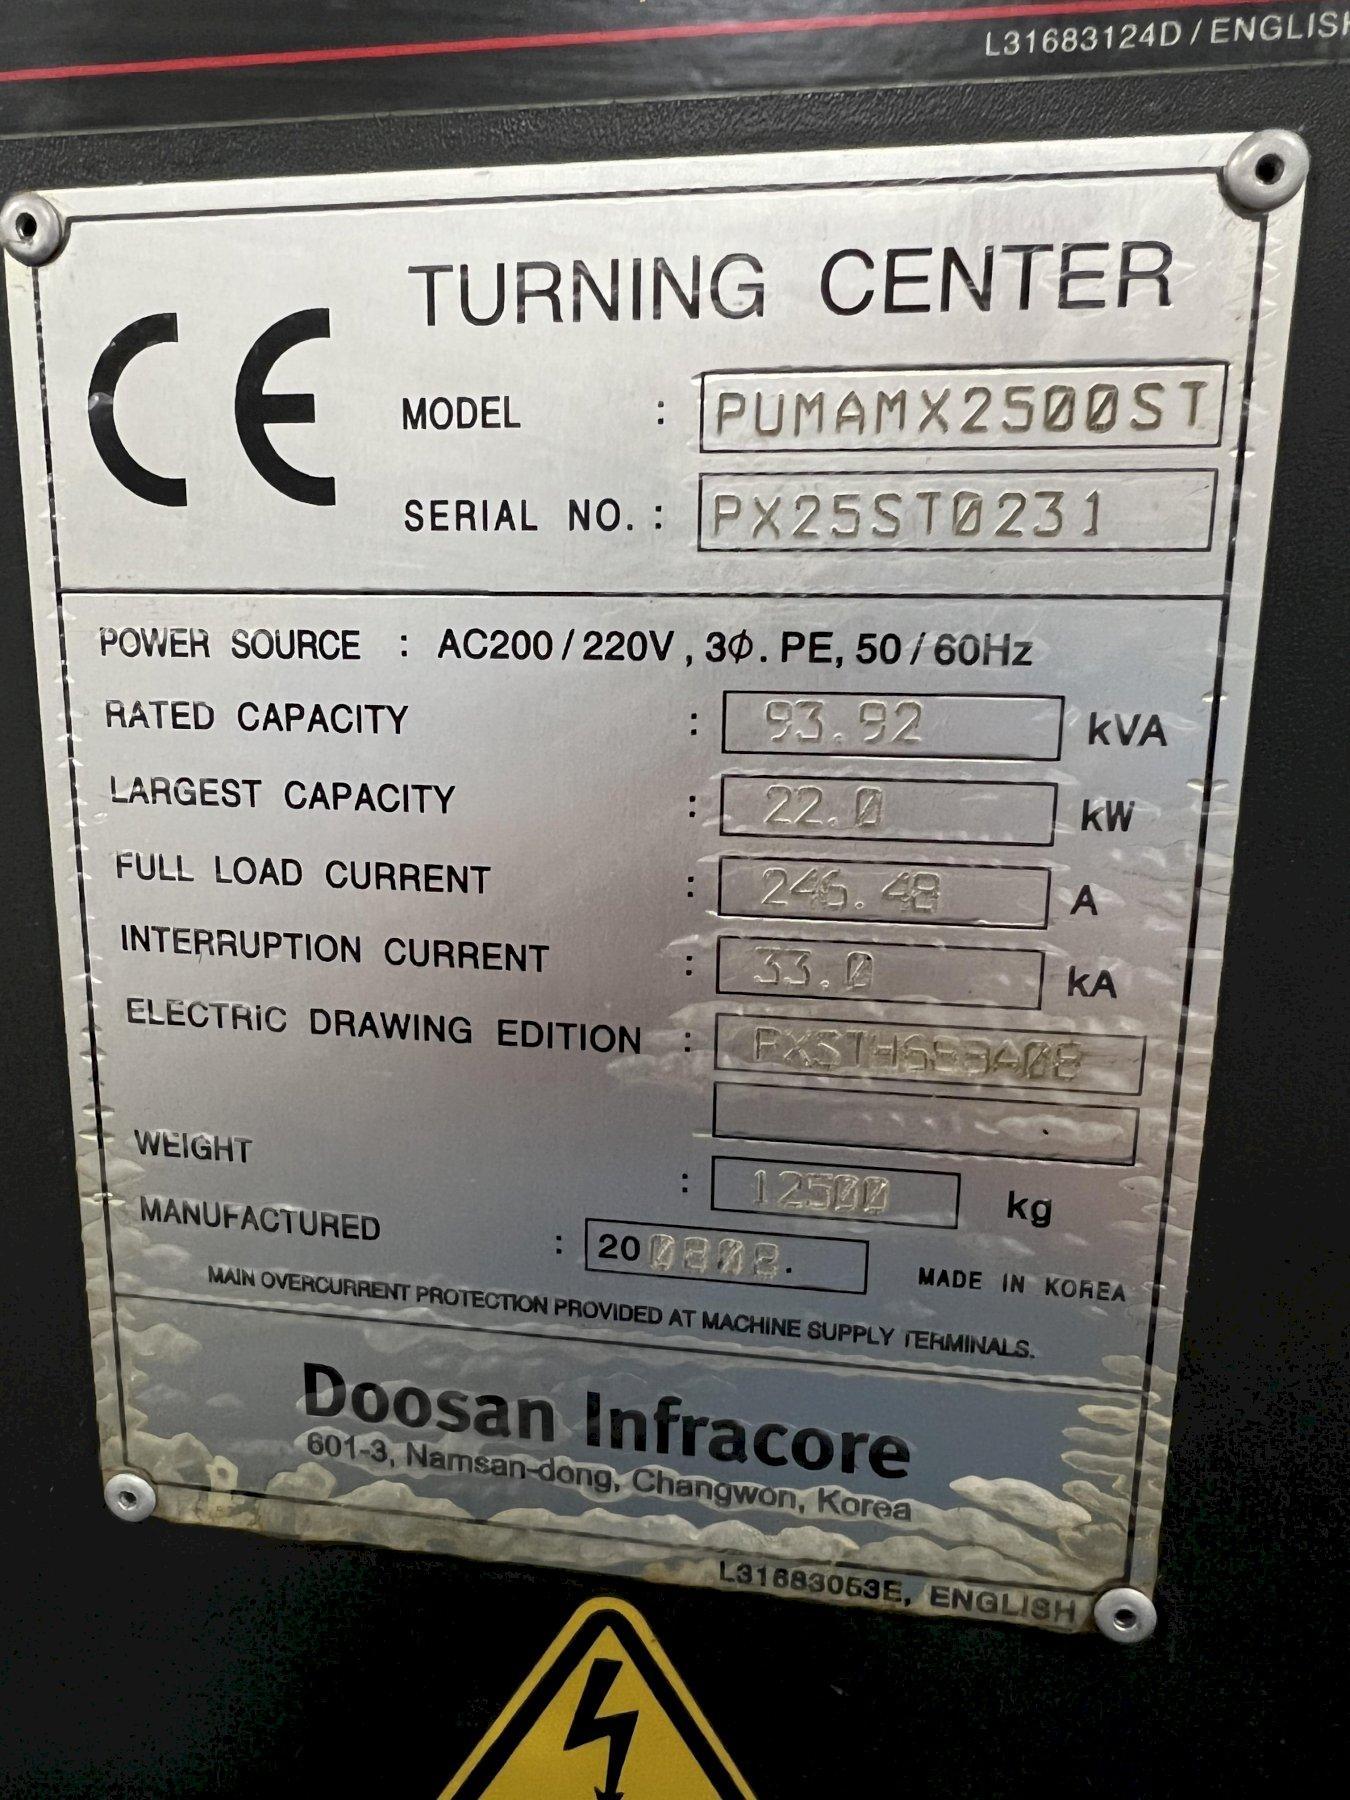 L31683124D / ENGLISH
CE
TURNING CENTER
MODEL : PUMAMX2500ST
SERIAL NO. : PX25ST0231
POWER SOURCE : AC200 / 220V , 3Φ. PE, 50 / 60Hz
RATED CAPACITY : 93.92 kVA
LARGEST CAPACITY : 22.0 kW
FULL LOAD CURRENT : 246.48 A
INTERRUPTION CURRENT : 33.0 kA
ELECTRIC DRAWING EDITION :
WEIGHT : 12500 kg
MANUFACTURED : 20 0808. MADE IN KOREA
MAIN OVERCURRENT PROTECTION PROVIDED AT MACHINE SUPPLY TERMINALS.
Doosan Infracore
601-3, Namsan-dong, Changwon, Korea
L31683053E, ENGLISH